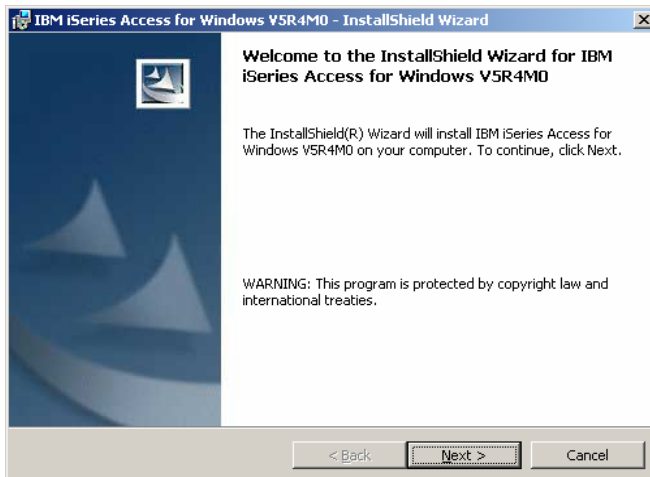 IBM iSeries Access for Windows V5R4M0 - InstallShield Wizard
Welcome to the InstallShield Wizard for IBM
iSeries Access for Windows V5R4M0
The InstallShield(R) Wizard will install IBM iSeries Access for
Windows V5R4M0 on your computer. To continue, click Next.
WARNING: This program is protected by copyright law and
international treaties.
< Back
Next >
Cancel